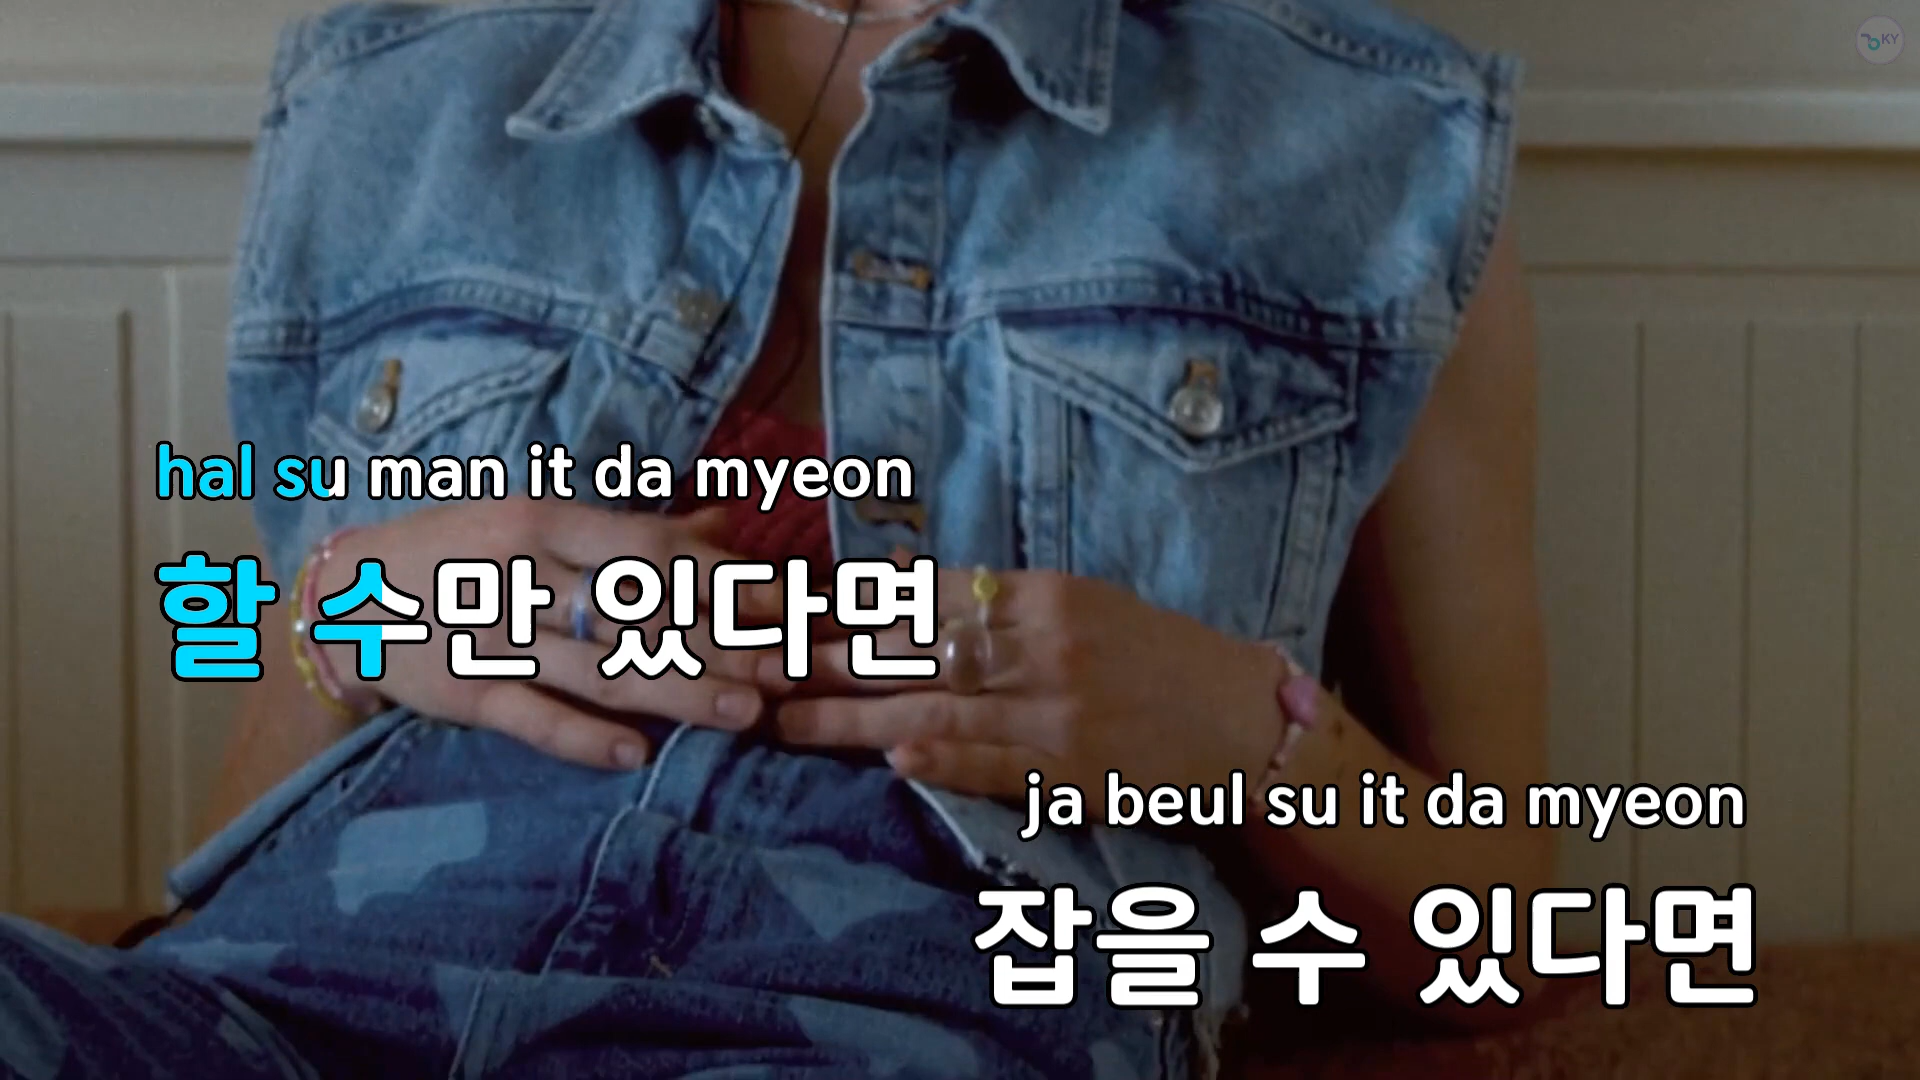 KY
hal su man it da myeon
할 수만 있다면
ja beul su it da myeon
잡을 수 있다면